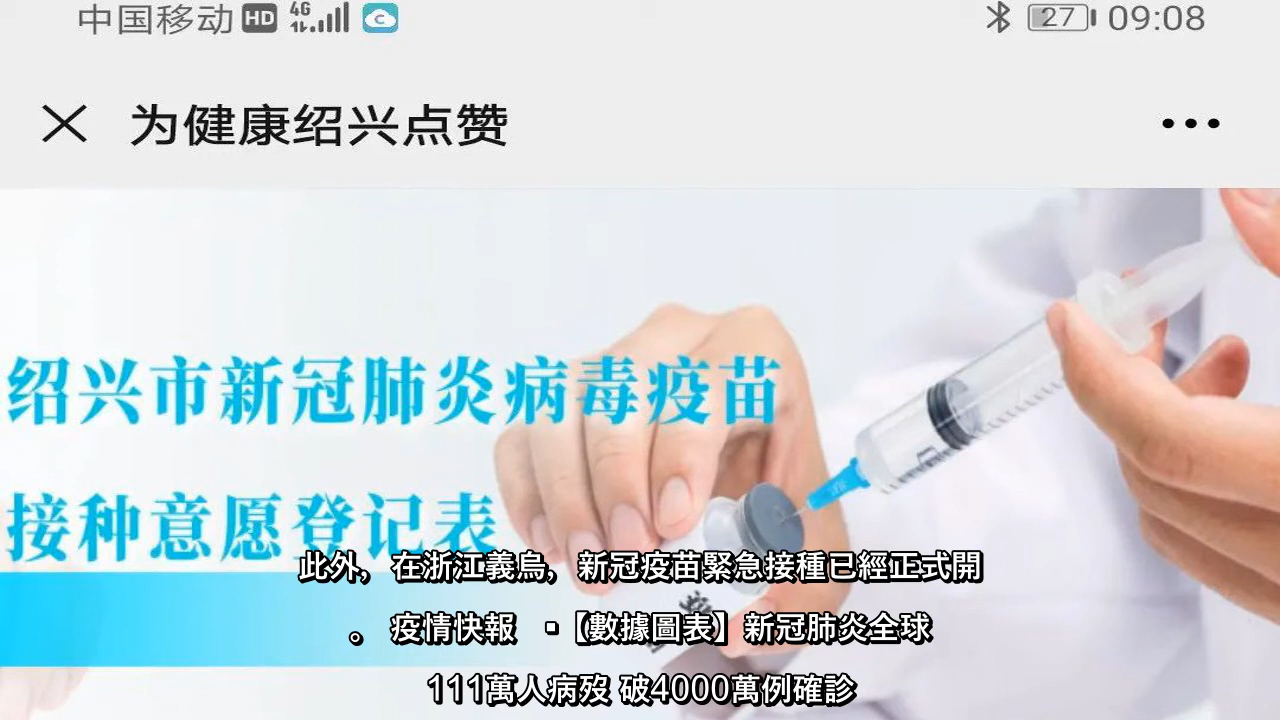 中国移动 HD 4G 27 09:08
为健康绍兴点赞
绍兴市新冠肺炎病毒疫苗
接种意愿登记表
此外，在浙江義烏，新冠疫苗緊急接種已經正式開
。 疫情快報 ▪【數據圖表】新冠肺炎全球
111萬人病歿 破4000萬例確診